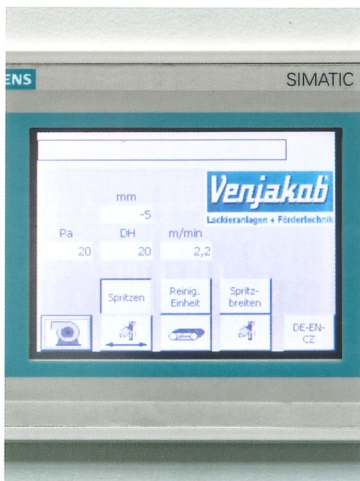 ENS
SIMATIC
Venjakob
Lackieranlagen + Fördertechnik
mm
-5
Pa DH m/min
20 20 2,2
Spritzen Reinig. Einheit Spritz-breiten
DE-EN-CZ